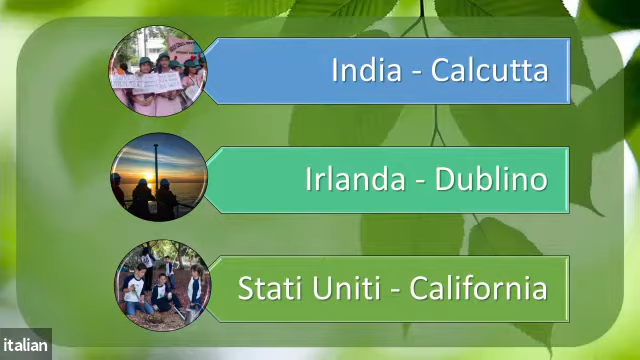 India - Calcutta
Irlanda - Dublino
Stati Uniti - California
italian